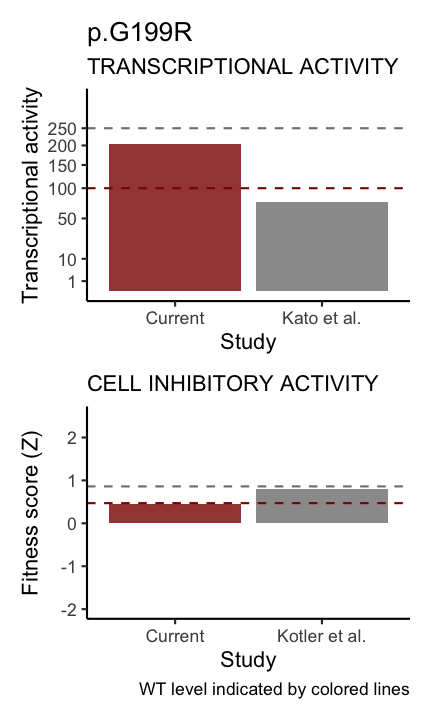 p.G199R
TRANSCRIPTIONAL ACTIVITY
Transcriptional activity
250
200
150
100
50
10
1
Current
Kato et al.
Study
CELL INHIBITORY ACTIVITY
Fitness score (Z)
2
1
0
-1
-2
Current
Kotler et al.
Study
WT level indicated by colored lines